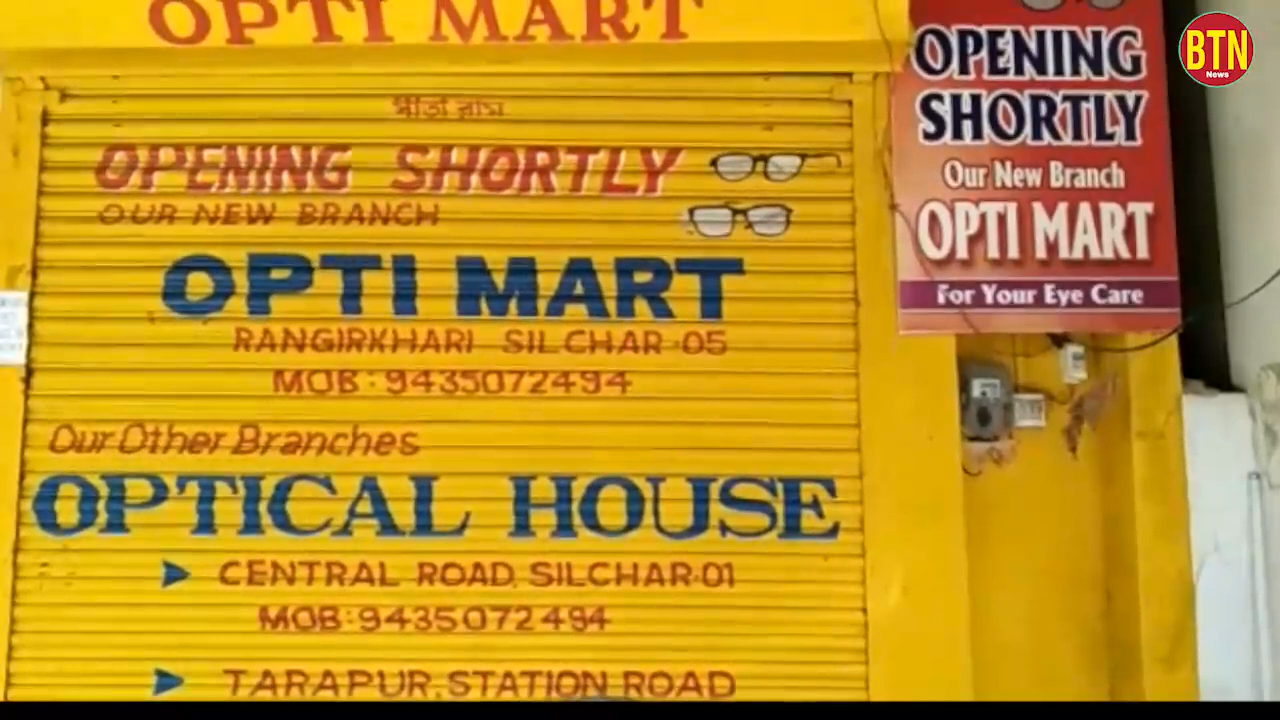 OPTI MART
OPENING SHORTLY
OUR NEW BRANCH
OPTI MART
RANGIRKHARI SILCHAR-05
MOB: 9435072494
Our Other Branches
OPTICAL HOUSE
CENTRAL ROAD, SILCHAR-01
MOB:9435072494
TARAPUR, STATION ROAD
OPENING
SHORTLY
Our New Branch
OPTI MART
For Your Eye Care
BTN
News